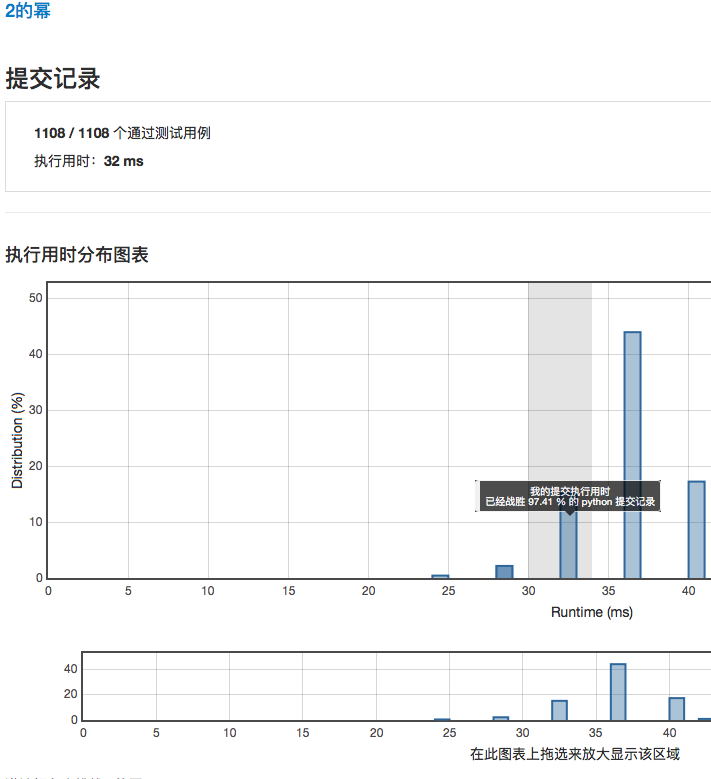 2的幂
提交记录
1108 / 1108 个通过测试用例
执行用时：32 ms
执行用时分布图表
50
40
30
20
10
0
Distribution (%)
我的提交执行用时
已经战胜 97.41 % 的 python 提交记录
0 5 10 15 20 25 30 35 40
Runtime (ms)
40
20
0
0 5 10 15 20 25 30 35 40
在此图表上拖选来放大显示该区域